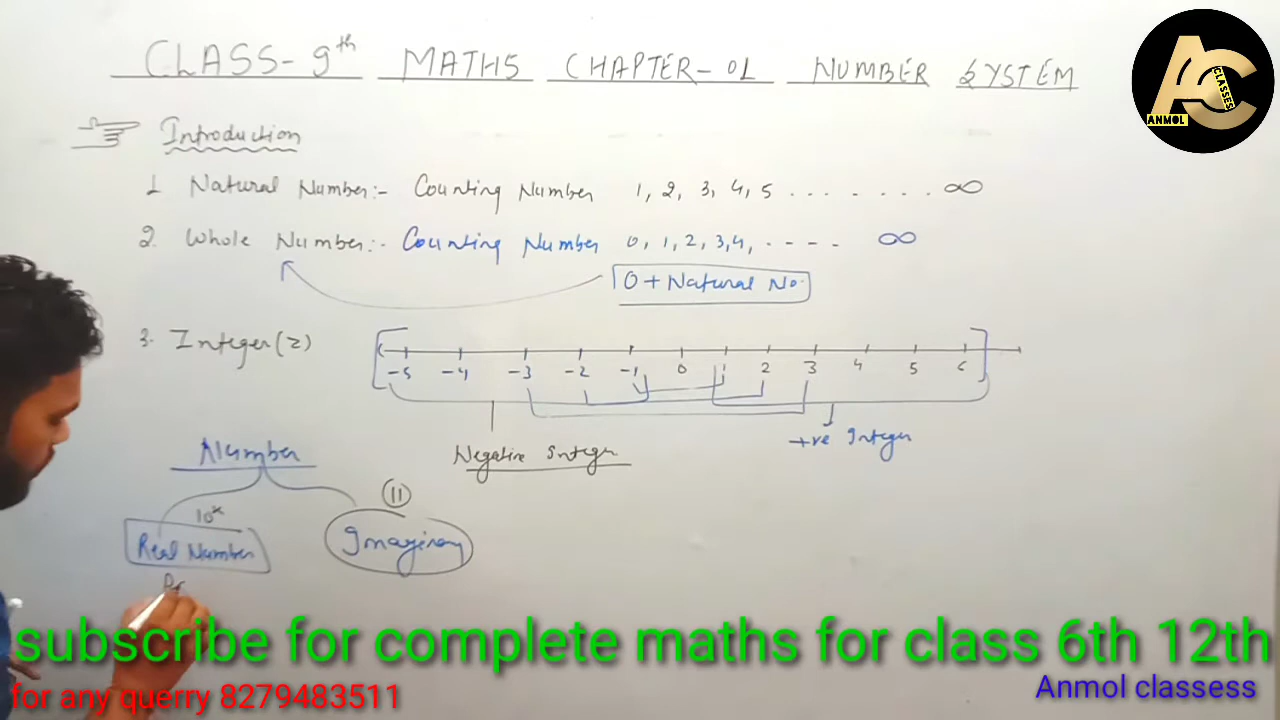 CLASS- 9th MATHS CHAPTER- 01 NUMBER SYSTEM
ANMOL CLASSES
Introduction
1 Natural Number:- Counting Number 1, 2, 3, 4, 5 . . . . . . . . ∞
2. Whole Number:- Counting Number 0, 1, 2, 3, 4, - - - - ∞
0 + Natural No.
3. Integer (Z)
-5 -4 -3 -2 -1 0 1 2 3 4 5 6
+ve Integer
Number
Negative Integer
11
10th
Real Number
Imaginary
subscribe for complete maths for class 6th 12th
for any querry 8279483511
Anmol classess